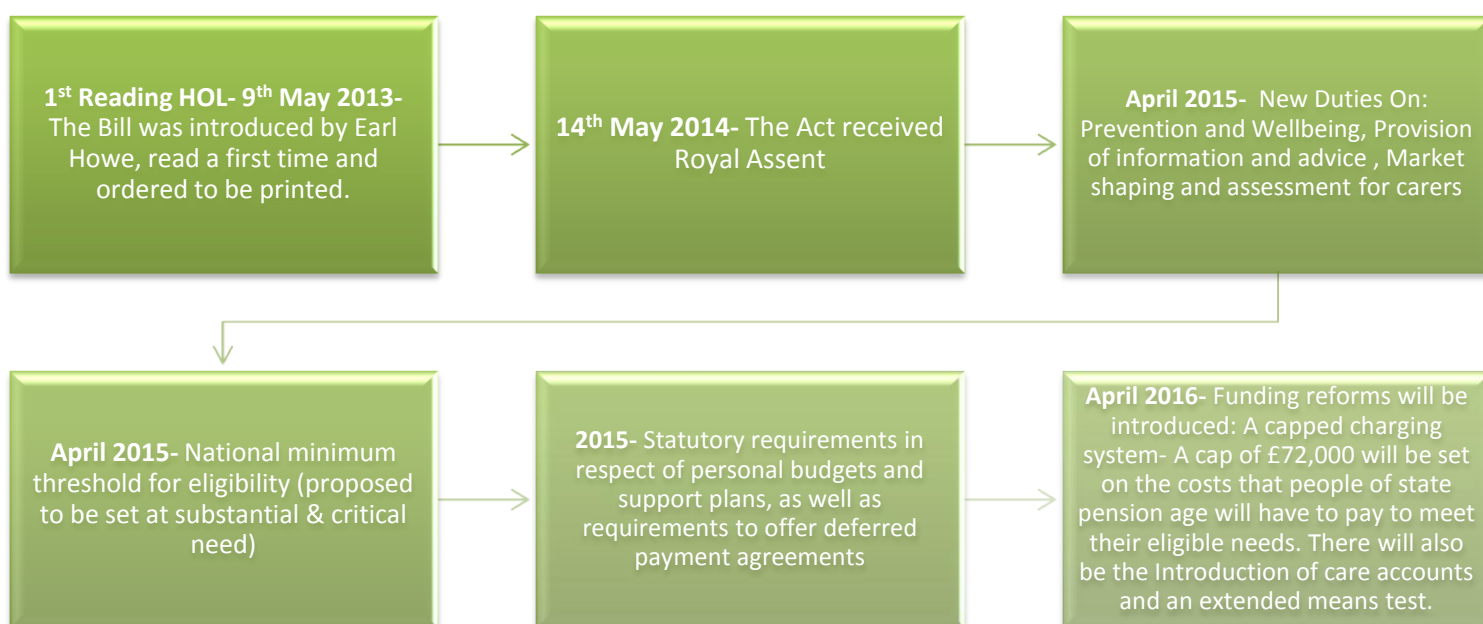 1st Reading HOL- 9th May 2013-
The Bill was introduced by Earl
Howe, read a first time and
ordered to be printed.
14th May 2014- The Act received
Royal Assent
April 2015- New Duties On:
Prevention and Wellbeing, Provision
of information and advice , Market
shaping and assessment for carers
April 2015- National minimum
threshold for eligibility (proposed
to be set at substantial & critical
need)
2015- Statutory requirements in
respect of personal budgets and
support plans, as well as
requirements to offer deferred
payment agreements
April 2016- Funding reforms will be
introduced: A capped charging
system- A cap of £72,000 will be set
on the costs that people of state
pension age will have to pay to meet
their eligible needs. There will also
be the Introduction of care accounts
and an extended means test.